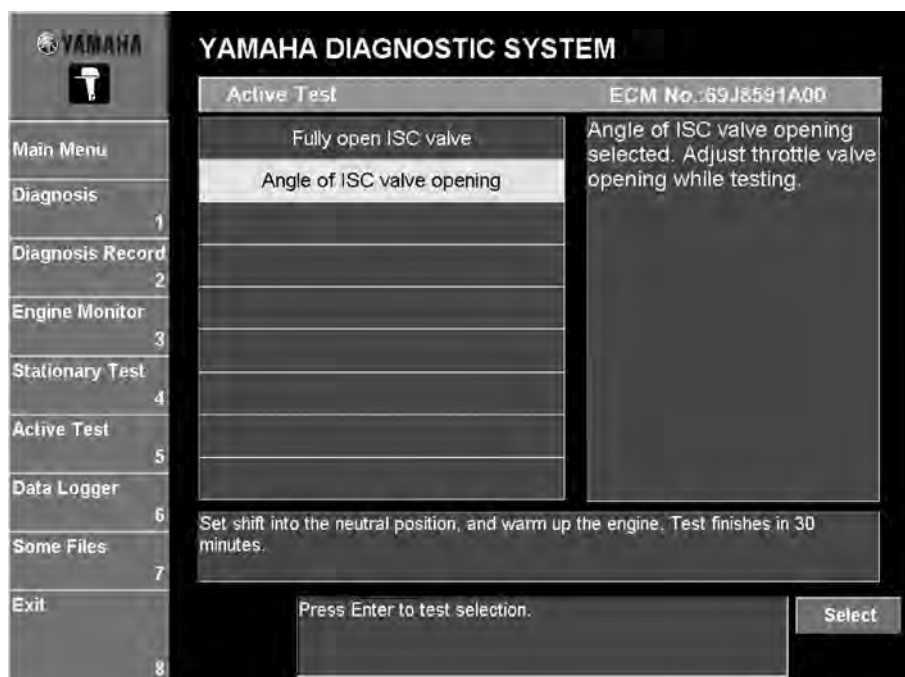 YAMAHA
YAMAHA DIAGNOSTIC SYSTEM
Active Test
ECM No.:69J8591A00
Main Menu
Diagnosis
1
Diagnosis Record
2
Engine Monitor
3
Stationary Test
4
Active Test
5
Data Logger
6
Some Files
7
Exit
8
Fully open ISC valve
Angle of ISC valve opening
Angle of ISC valve opening
selected. Adjust throttle valve
opening while testing.
Set shift into the neutral position, and warm up the engine. Test finishes in 30
minutes.
Press Enter to test selection.
Select